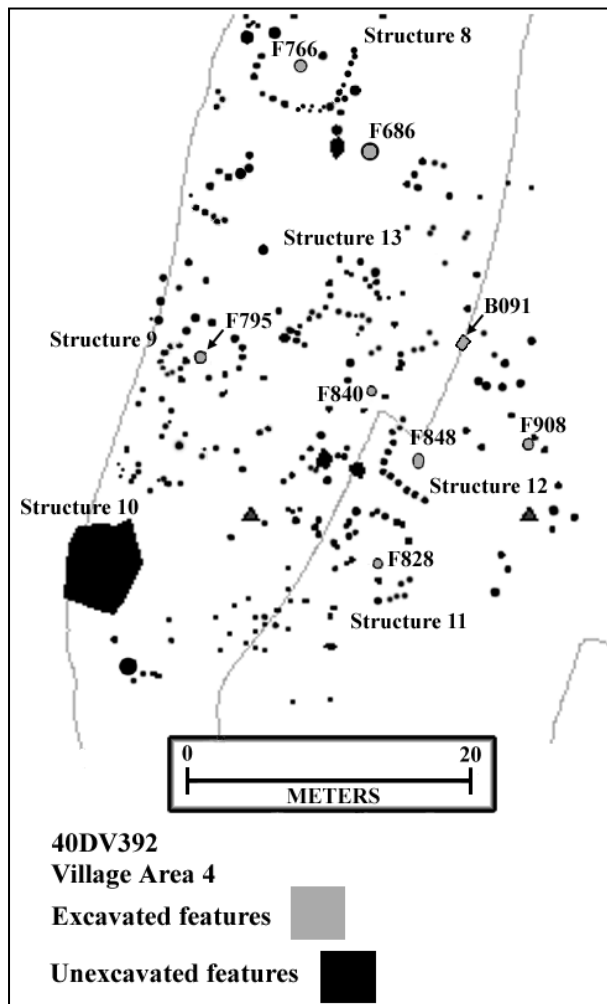 Structure 8
F766
F686
Structure 13
B091
F795
Structure 9
F840
F848
F908
Structure 12
Structure 10
F828
Structure 11
0 20
METERS
40DV392
Village Area 4
Excavated features
Unexcavated features